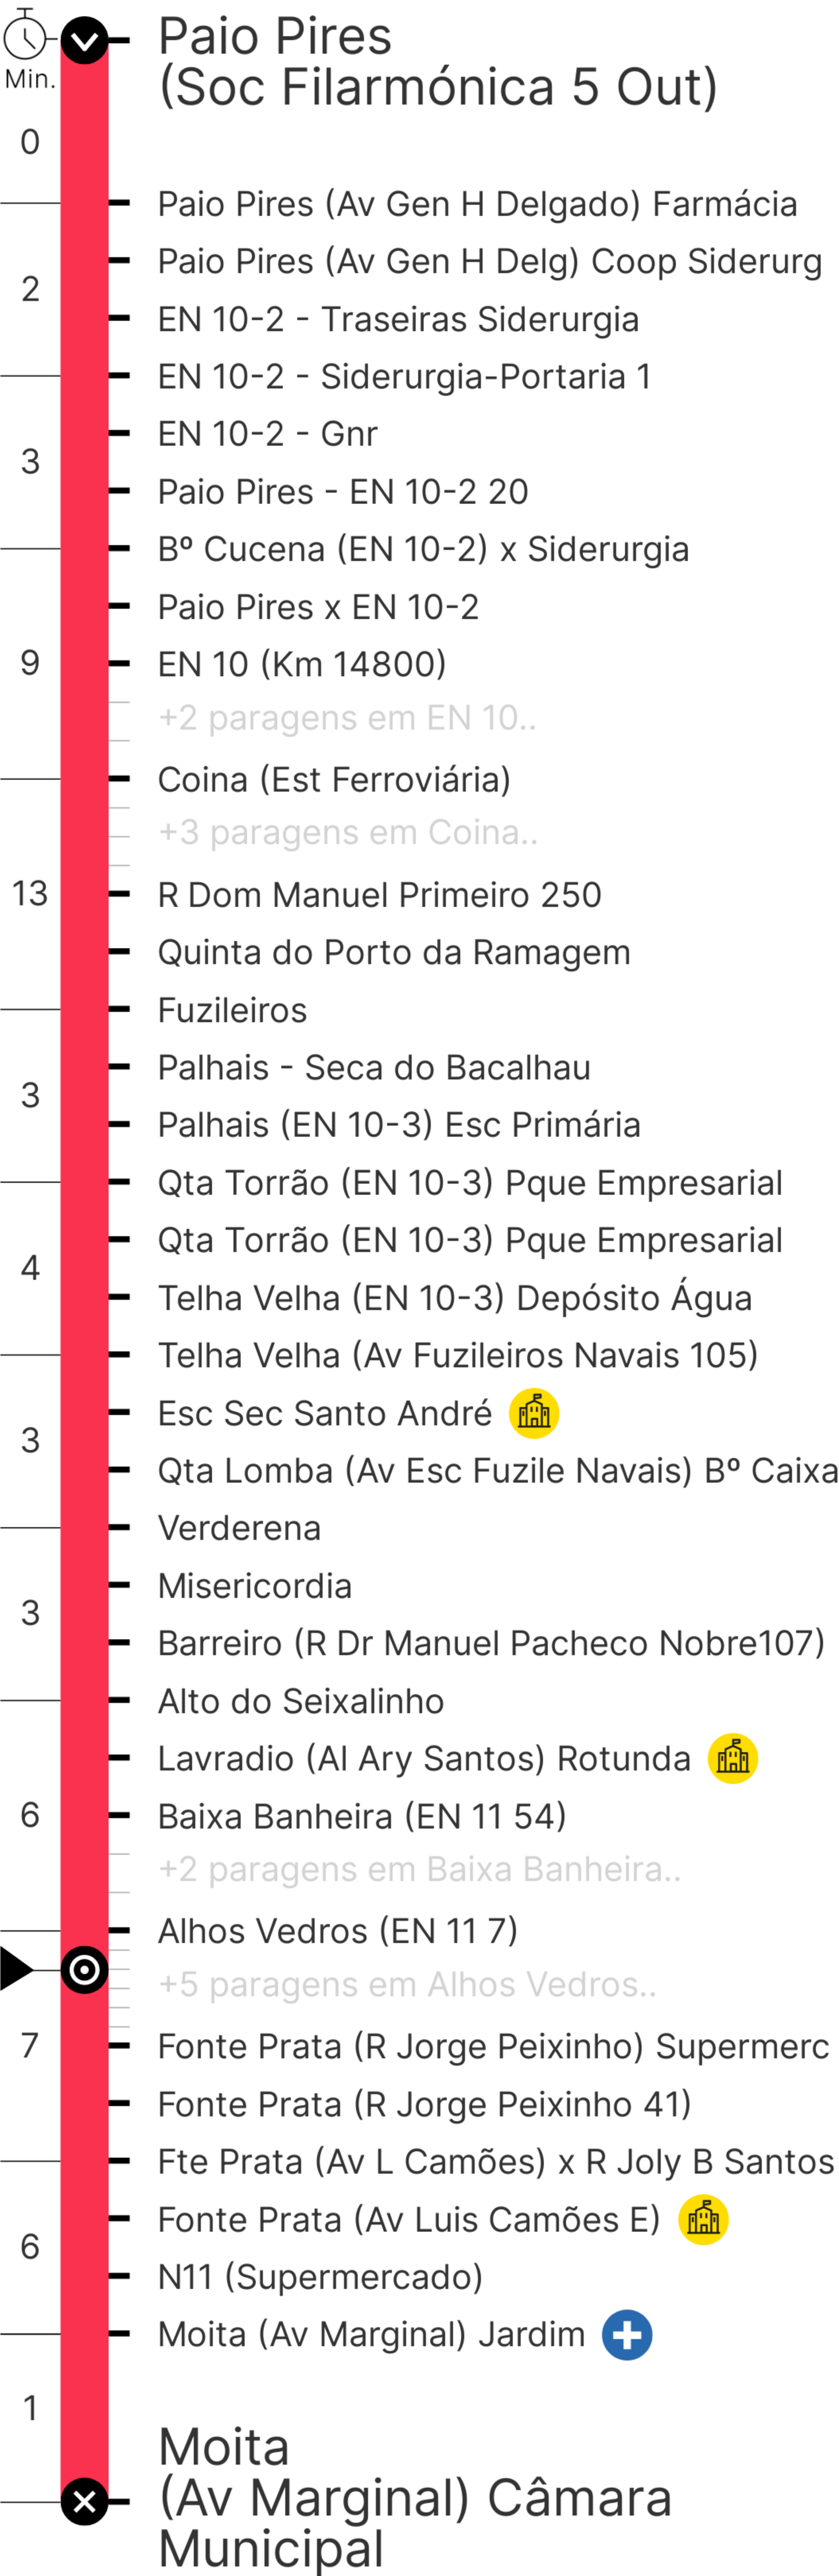 Paio Pires
(Soc Filarmónica 5 Out)
Min.
0
Paio Pires (Av Gen H Delgado) Farmácia
Paio Pires (Av Gen H Delg) Coop Siderurg
2
EN 10-2 - Traseiras Siderurgia
EN 10-2 - Siderurgia-Portaria 1
EN 10-2 - Gnr
3
Paio Pires - EN 10-2 20
Bº Cucena (EN 10-2) x Siderurgia
Paio Pires x EN 10-2
9
EN 10 (Km 14800)
+2 paragens em EN 10..
Coina (Est Ferroviária)
+3 paragens em Coina..
13
R Dom Manuel Primeiro 250
Quinta do Porto da Ramagem
Fuzileiros
Palhais - Seca do Bacalhau
3
Palhais (EN 10-3) Esc Primária
Qta Torrão (EN 10-3) Pque Empresarial
Qta Torrão (EN 10-3) Pque Empresarial
4
Telha Velha (EN 10-3) Depósito Água
Telha Velha (Av Fuzileiros Navais 105)
Esc Sec Santo André
3
Qta Lomba (Av Esc Fuzile Navais) Bº Caixa
Verderena
Misericordia
3
Barreiro (R Dr Manuel Pacheco Nobre107)
Alto do Seixalinho
Lavradio (Al Ary Santos) Rotunda
6
Baixa Banheira (EN 11 54)
+2 paragens em Baixa Banheira..
Alhos Vedros (EN 11 7)
+5 paragens em Alhos Vedros..
7
Fonte Prata (R Jorge Peixinho) Supermerc
Fonte Prata (R Jorge Peixinho 41)
Fte Prata (Av L Camões) x R Joly B Santos
Fonte Prata (Av Luis Camões E)
6
N11 (Supermercado)
Moita (Av Marginal) Jardim
1
Moita
(Av Marginal) Câmara
Municipal